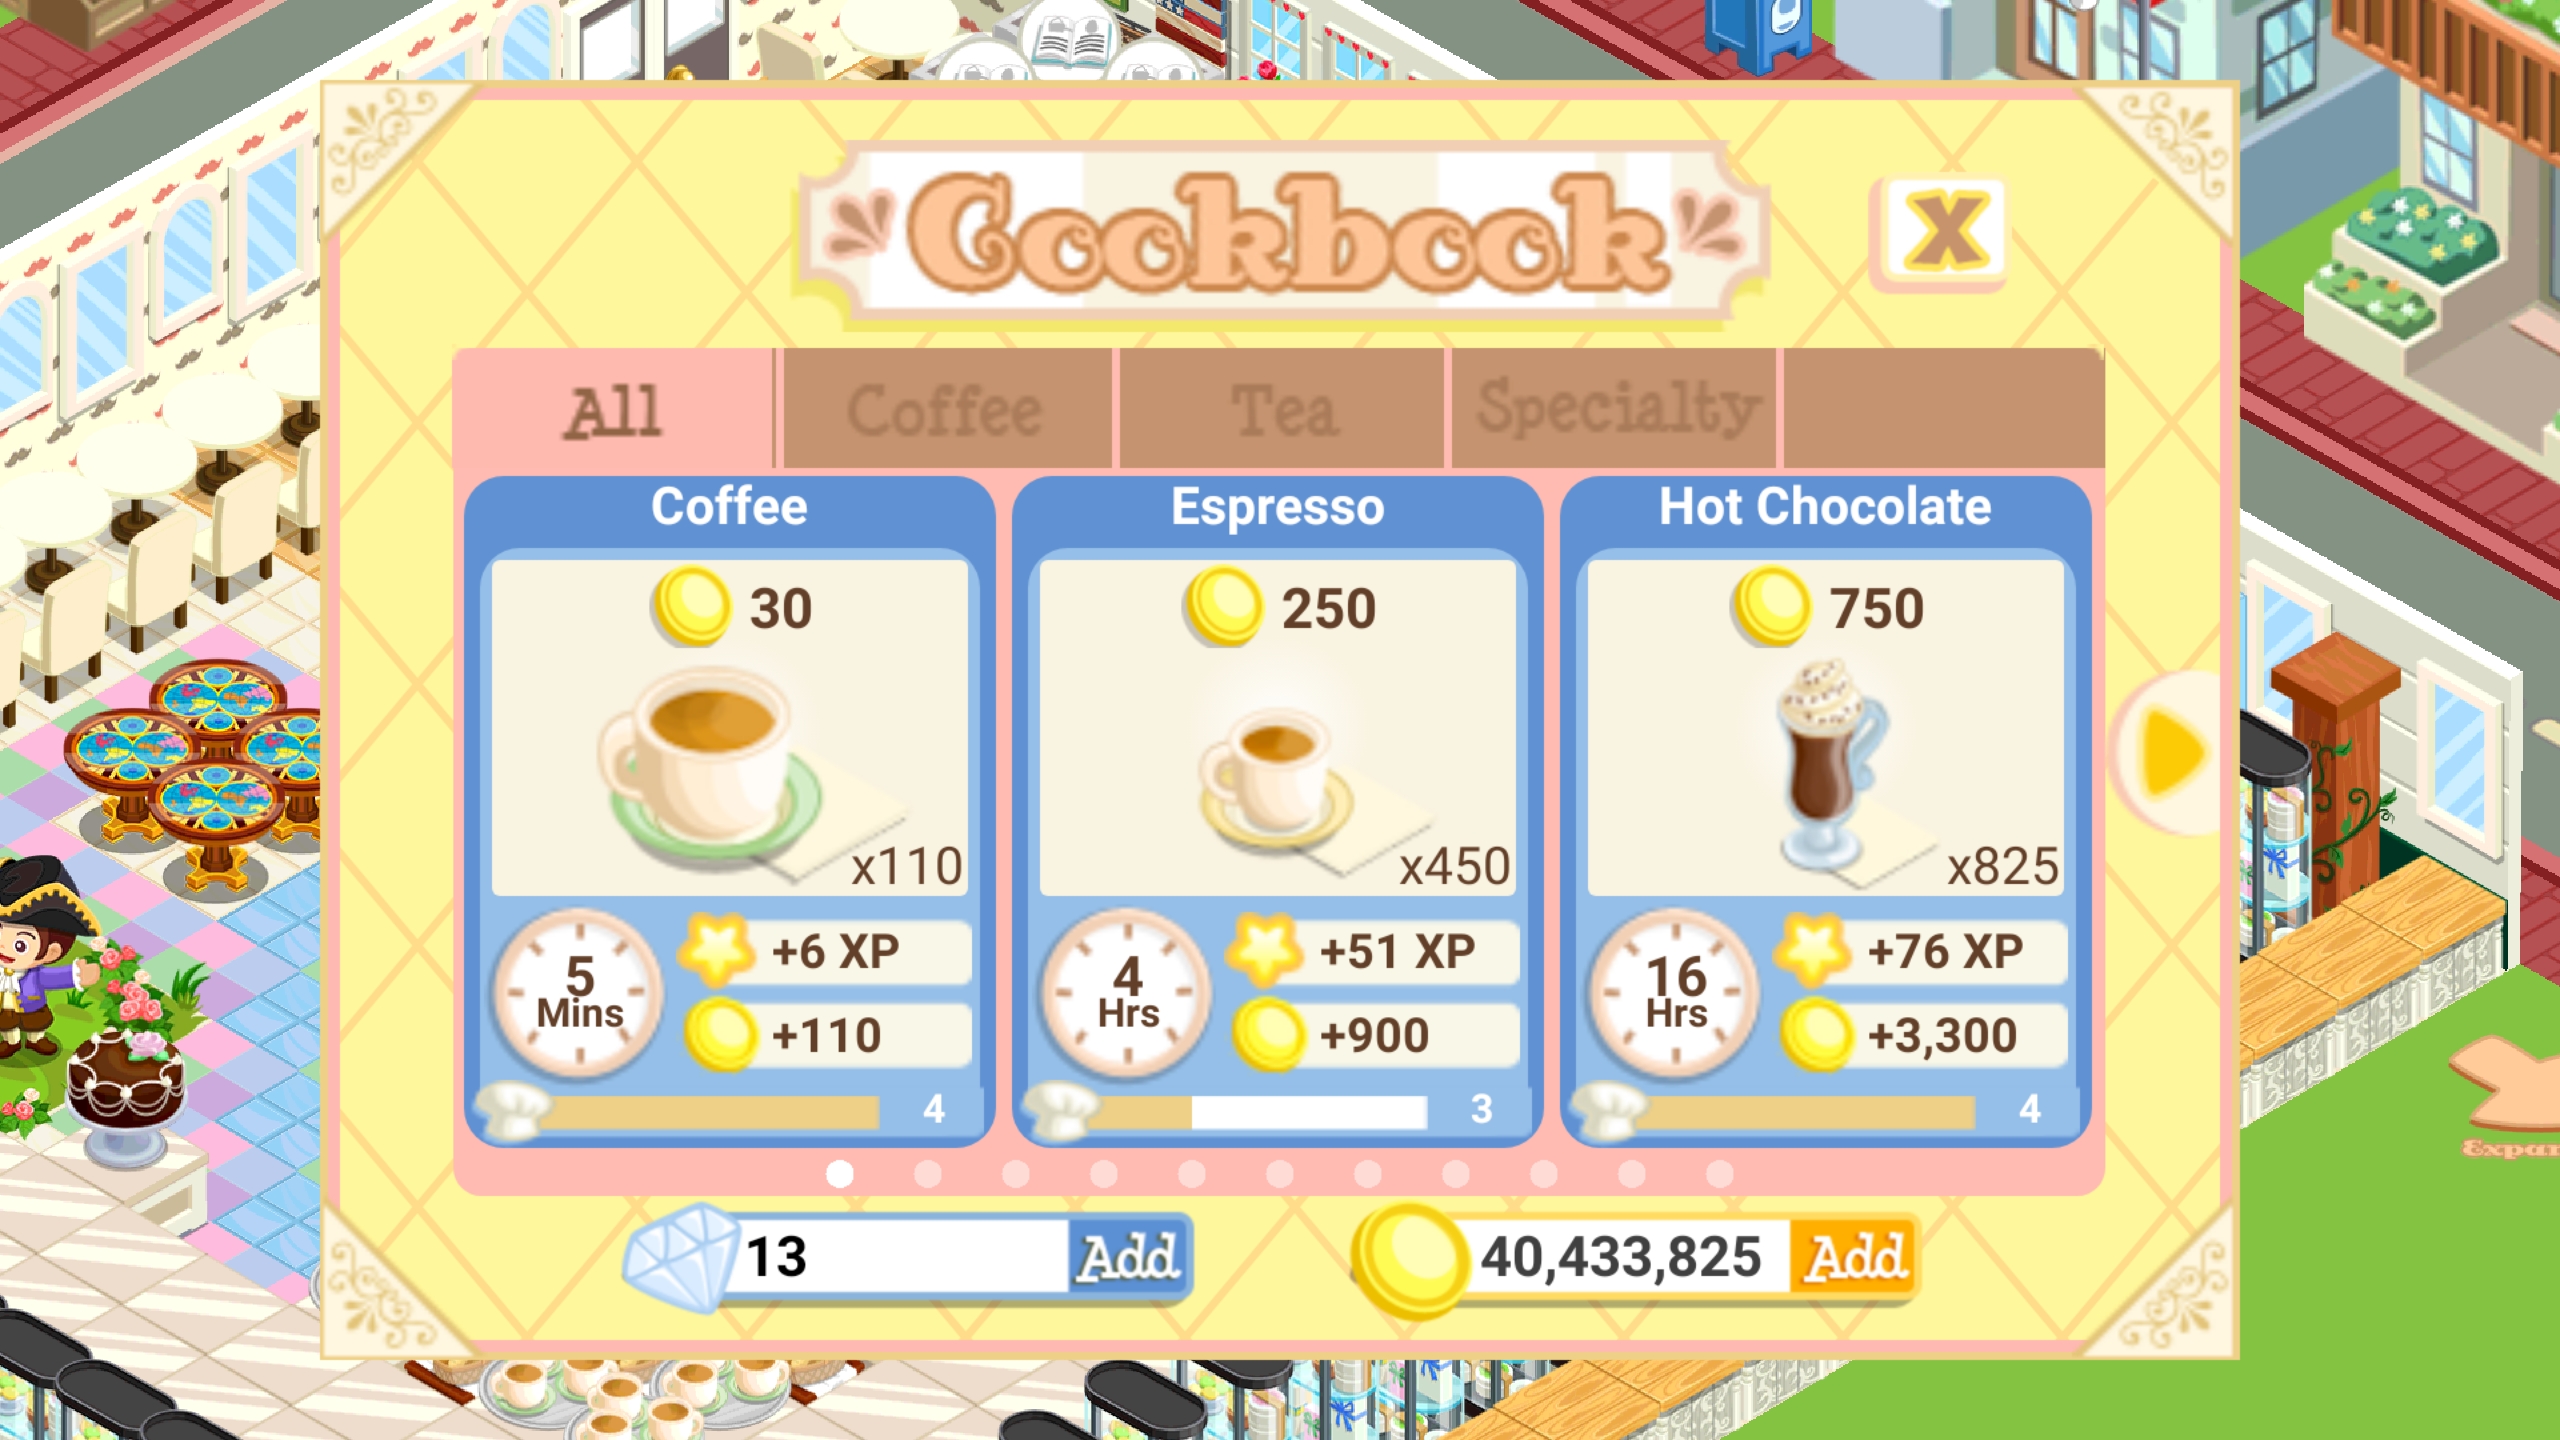 Cookbook
X
All
Coffee
Tea
Specialty
Coffee
30
x110
5
Mins
+6 XP
+110
4
Espresso
250
x450
4
Hrs
+51 XP
+900
3
Hot Chocolate
750
x825
16
Hrs
+76 XP
+3,300
4
13
Add
40,433,825
Add